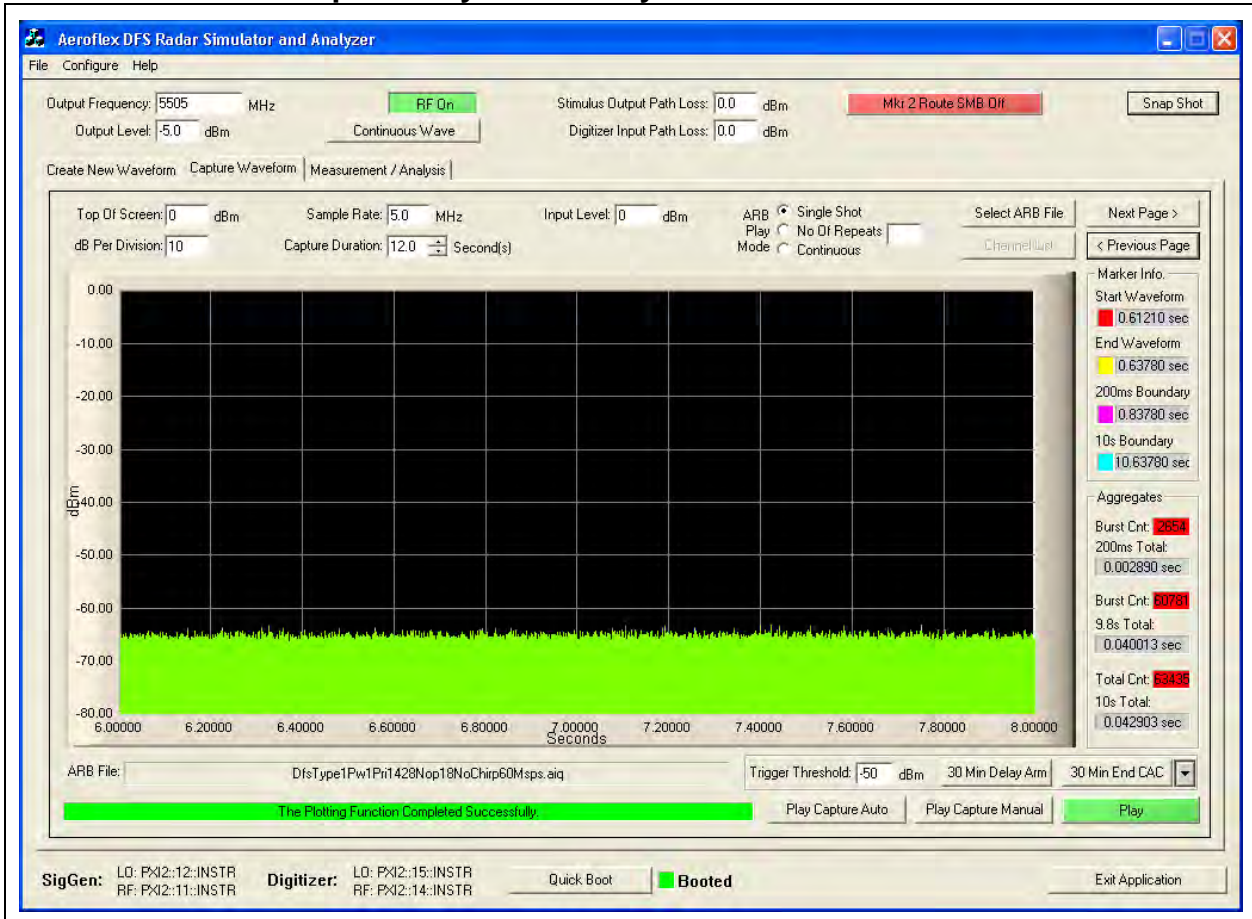 Aeroflex DFS Radar Simulator and Analyzer
File Configure Help
Output Frequency: 5505 MHz
RF On
Stimulus Output Path Loss: 0.0 dBm
Mkr 2 Route SMB Off
Snap Shot
Output Level: -5.0 dBm
Continuous Wave
Digitizer Input Path Loss: 0.0 dBm
Create New Waveform Capture Waveform Measurement / Analysis
Top Of Screen: 0 dBm
Sample Rate: 5.0 MHz
Input Level: 0 dBm
ARB Play Mode
Single Shot
No Of Repeats
Continuous
Select ARB File
Next Page >
dB Per Division: 10
Capture Duration: 12.0 Second(s)
Channel List
< Previous Page
0.00
-10.00
-20.00
-30.00
-40.00
-50.00
-60.00
-70.00
-80.00
dBm
6.00000 6.20000 6.40000 6.60000 6.80000 7.00000 7.20000 7.40000 7.60000 7.80000 8.00000
Seconds
Marker Info.
Start Waveform
0.61210 sec
End Waveform
0.63780 sec
200ms Boundary
0.83780 sec
10s Boundary
10.63780 sec
Aggregates
Burst Cnt: 2654
200ms Total:
0.002890 sec
Burst Cnt: 60781
9.8s Total:
0.040013 sec
Total Cnt: 63435
10s Total:
0.042903 sec
ARB File: DfsType1Pw1Pri1428Nop18NoChirp60Msps.aiq
Trigger Threshold: -50 dBm
30 Min Delay Arm
30 Min End CAC
The Plotting Function Completed Successfully.
Play Capture Auto
Play Capture Manual
Play
SigGen: LO: PXI2::12::INSTR
RF: PXI2::11::INSTR
Digitizer: LO: PXI2::15::INSTR
RF: PXI2::14::INSTR
Quick Boot
Booted
Exit Application